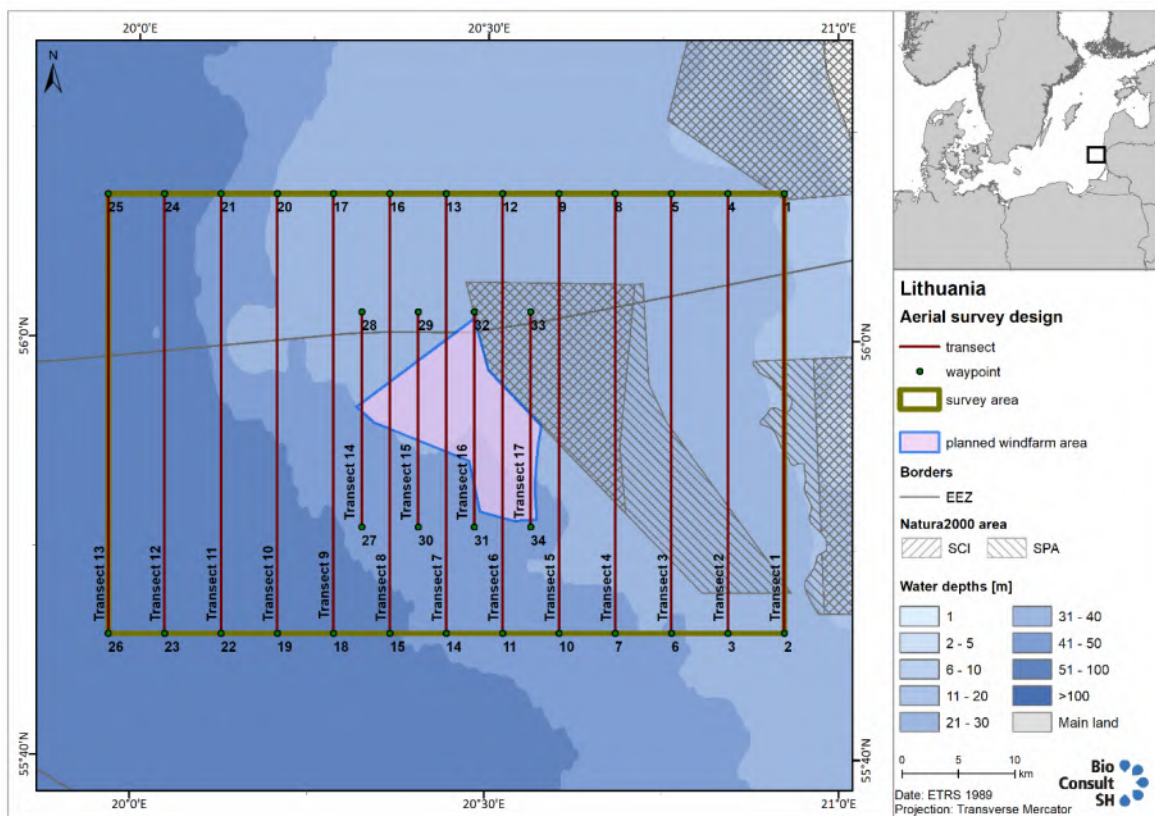 20°0'E 20°30'E 21°0'E
N
25 24 21 20 17 16 13 12 9 8 5 4 1
28 29 32 33
56°0'N 56°0'N
Transect 14 Transect 15 Transect 16 Transect 17
27 30 31 34
Transect 13 Transect 12 Transect 11 Transect 10 Transect 9 Transect 8 Transect 7 Transect 6 Transect 5 Transect 4 Transect 3 Transect 2 Transect 1
26 23 22 19 18 15 14 11 10 7 6 3 2
55°40'N 55°40'N
20°0'E 20°30'E 21°0'E
Lithuania
Aerial survey design
transect
waypoint
survey area
planned windfarm area
Borders
EEZ
Natura2000 area
SCI SPA
Water depths [m]
1 31 - 40
2 - 5 41 - 50
6 - 10 51 - 100
11 - 20 >100
21 - 30 Main land
0 5 10
km
Date: ETRS 1989
Projection: Transverse Mercator
Bio
Consult
SH